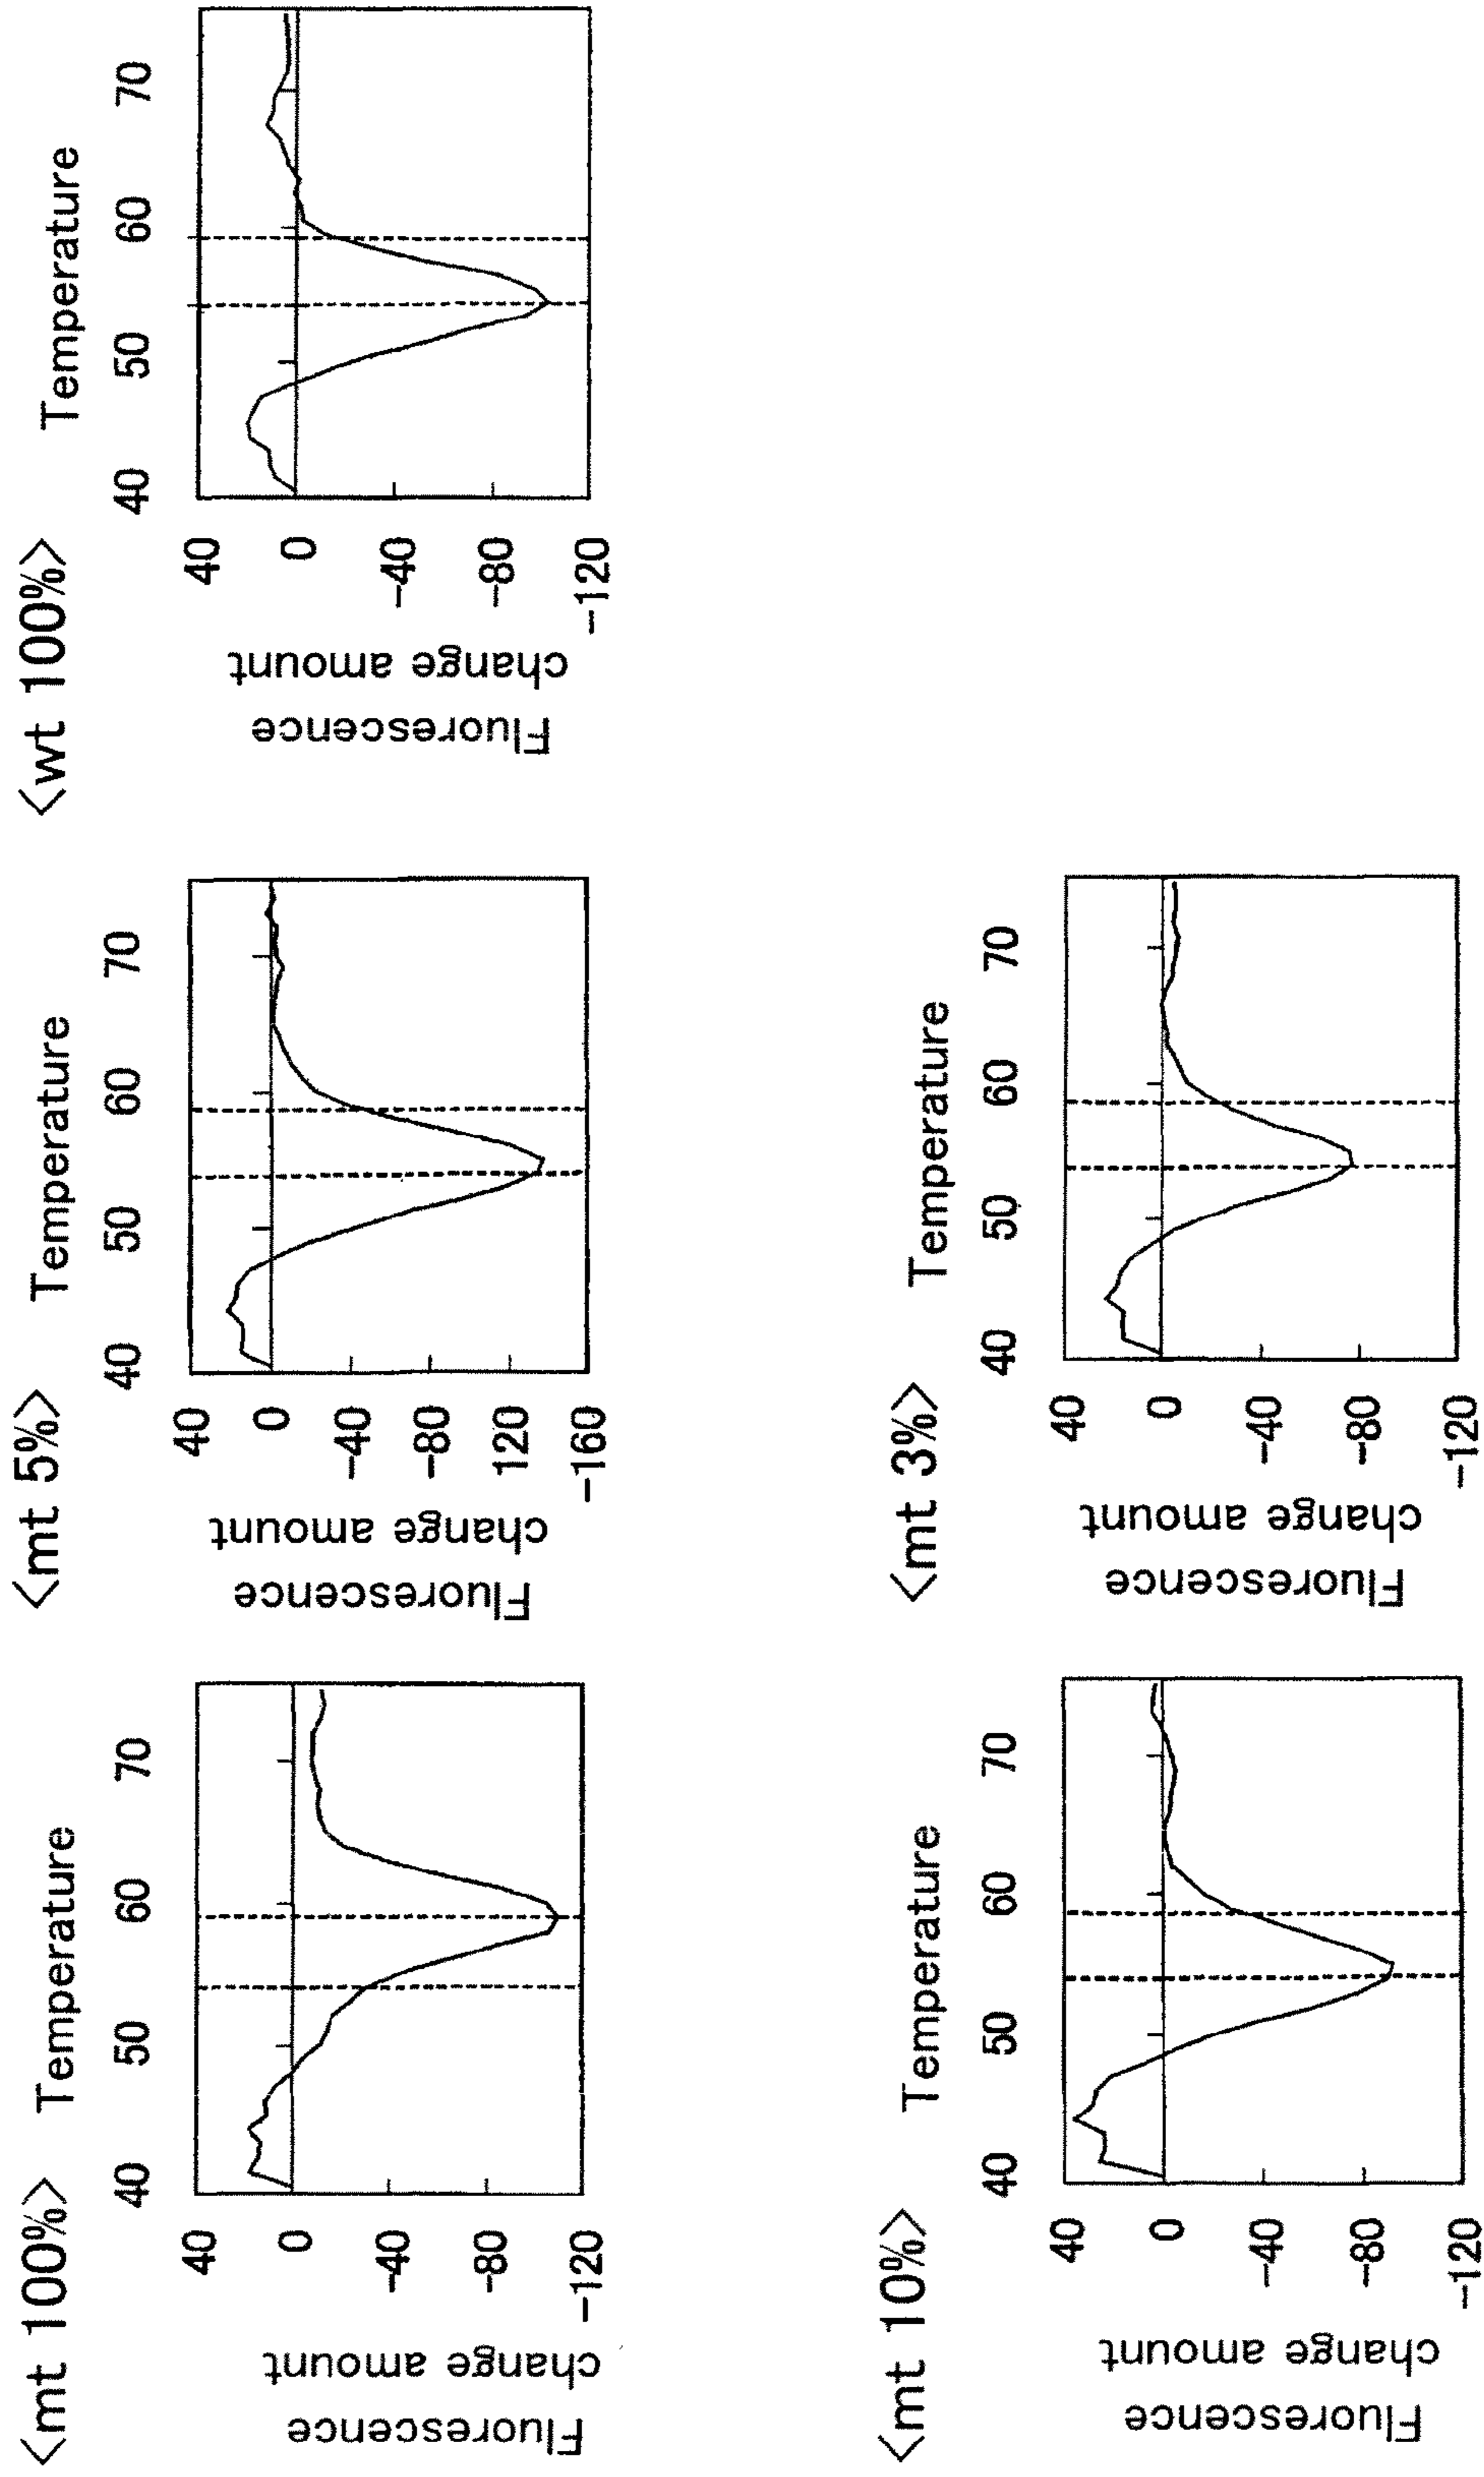 <mt 100%> Temperature
40 50 60 70
40
0
-40
-80
-120
Fluorescence
change amount
<mt 5%> Temperature
40 50 60 70
40
0
-40
-80
120
-160
Fluorescence
change amount
<wt 100%> Temperature
40 50 60 70
40
0
-40
-80
-120
Fluorescence
change amount
<mt 10%> Temperature
40 50 60 70
40
0
-40
-80
-120
Fluorescence
change amount
<mt 3%> Temperature
40 50 60 70
40
0
-40
-80
-120
Fluorescence
change amount